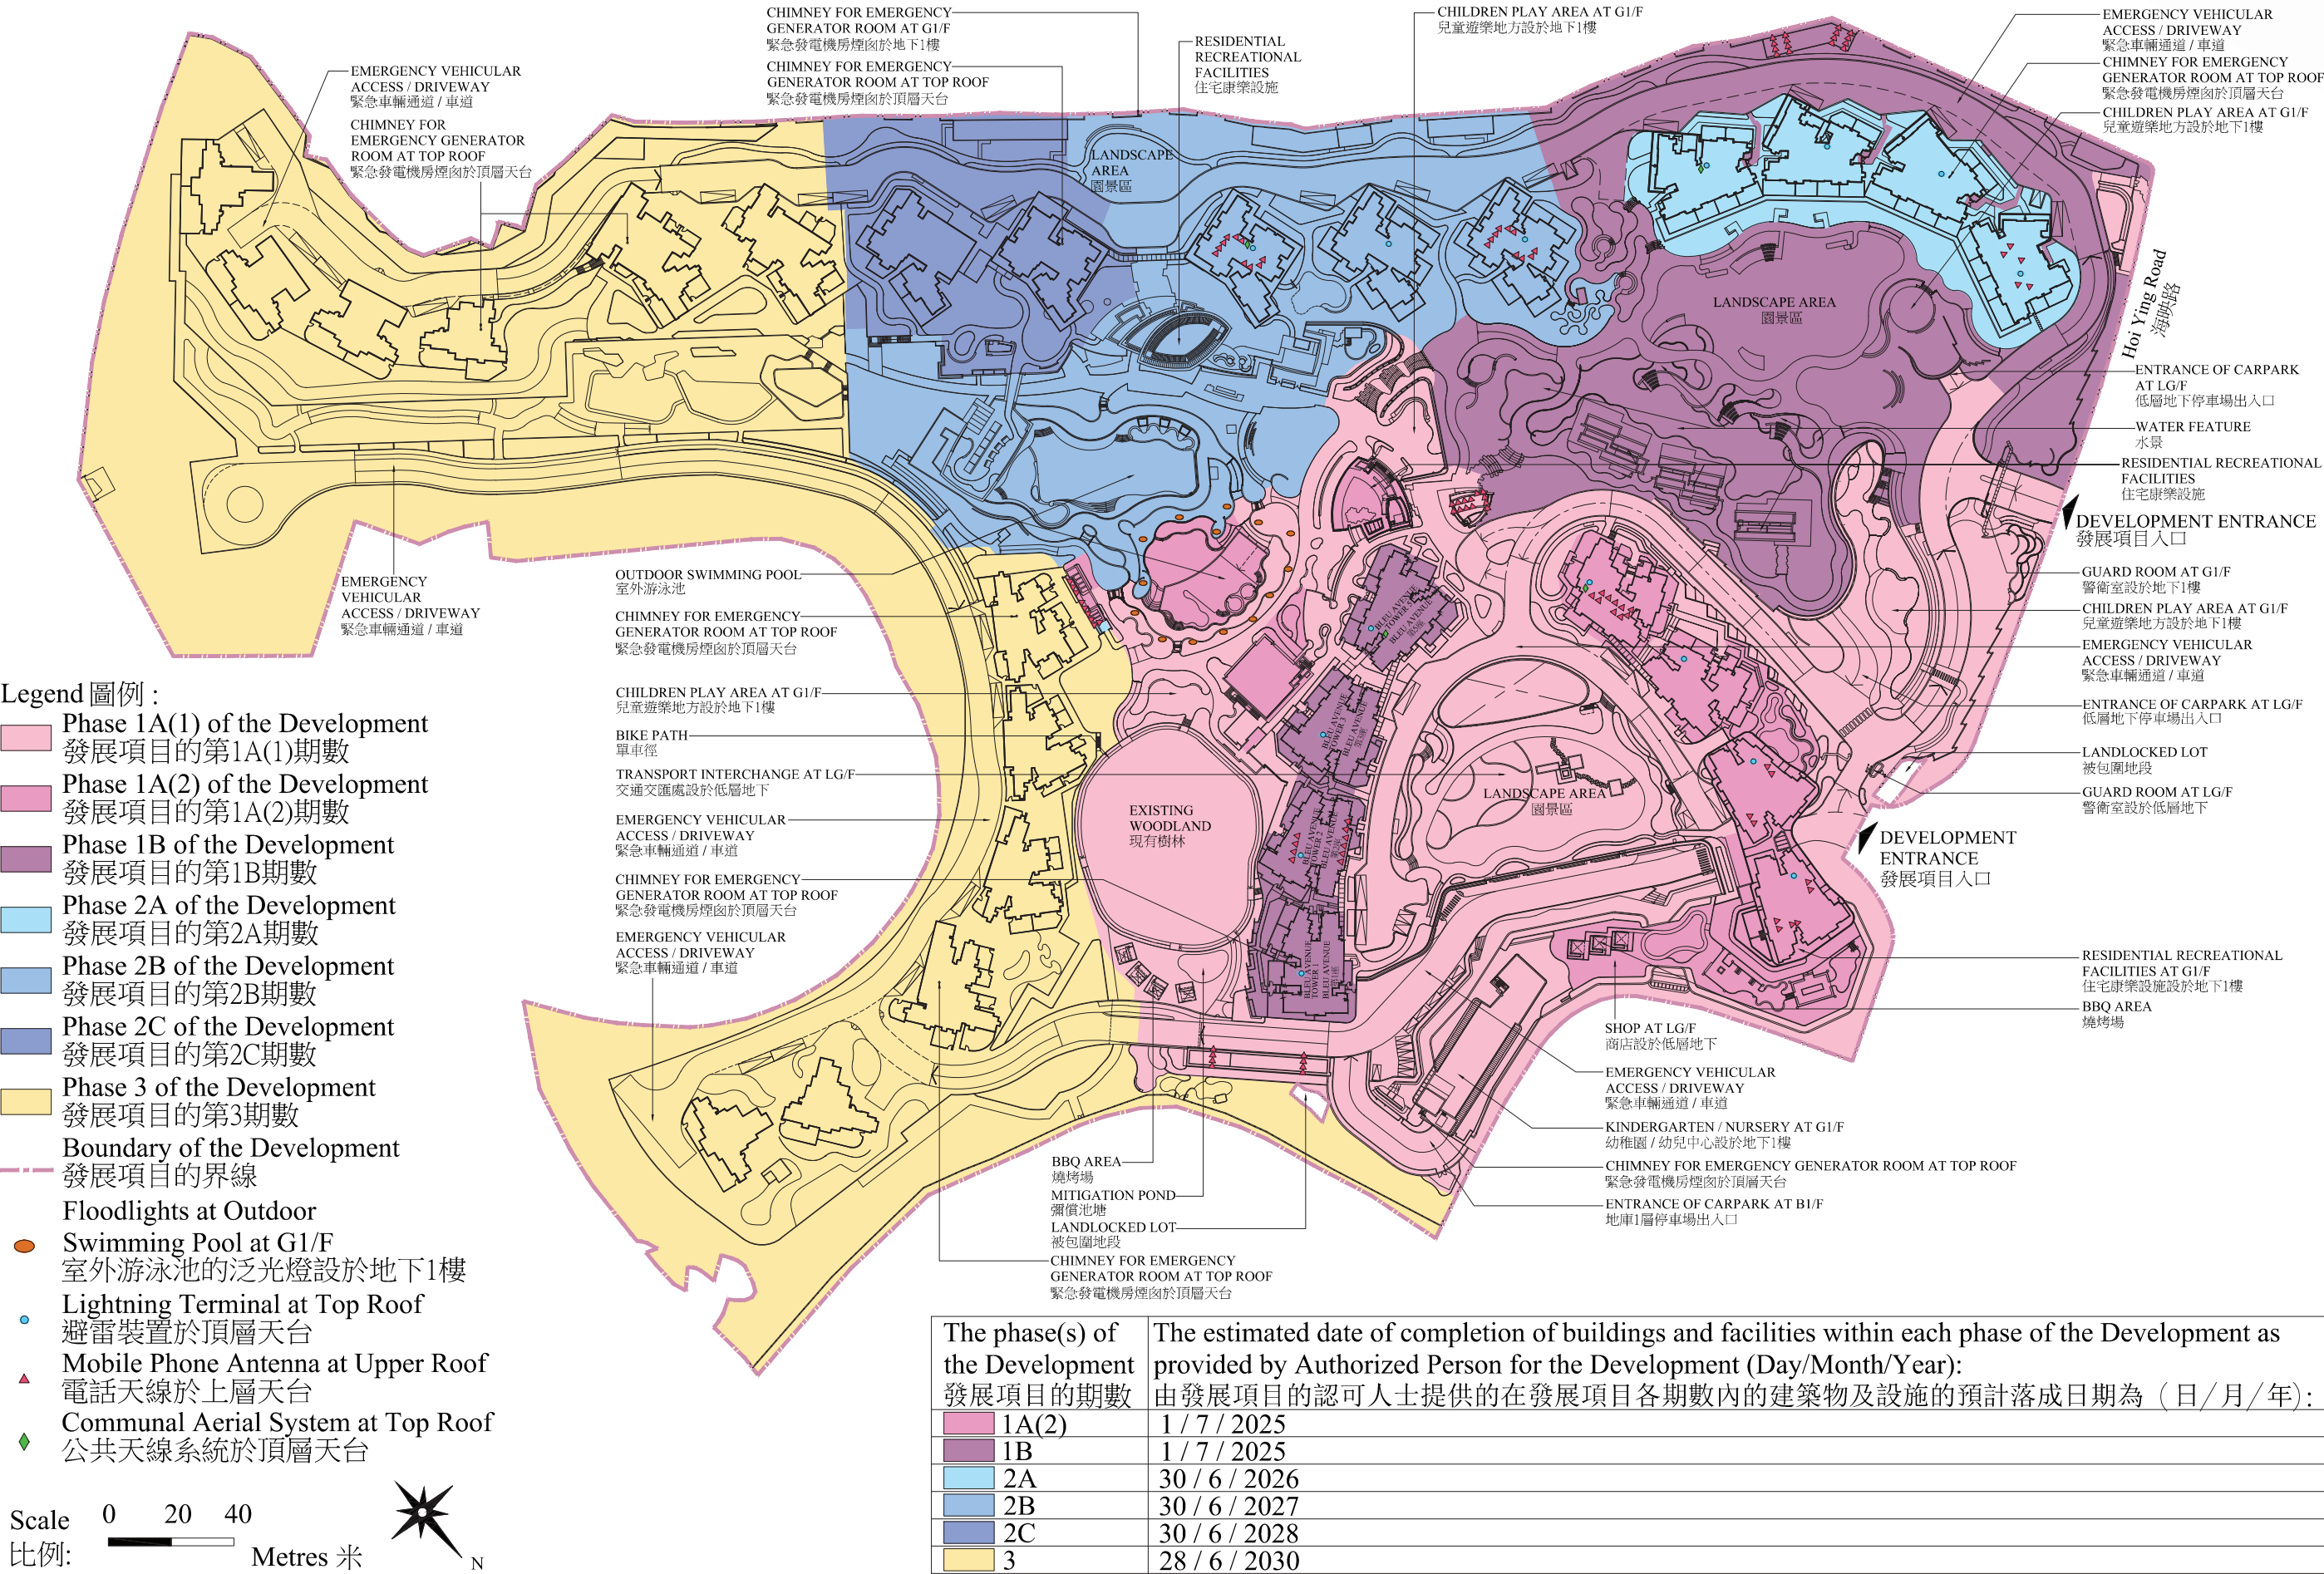 CHIMNEY FOR EMERGENCY
GENERATOR ROOM AT G1/F
緊急發電機房煙囪於地下1樓
CHIMNEY FOR EMERGENCY
GENERATOR ROOM AT TOP ROOF
緊急發電機房煙囪於頂層天台
RESIDENTIAL
RECREATIONAL
FACILITIES
住宅康樂設施
CHILDREN PLAY AREA AT G1/F
兒童遊樂地方設於地下1樓
EMERGENCY VEHICULAR
ACCESS / DRIVEWAY
緊急車輛通道 / 車道
CHIMNEY FOR EMERGENCY
GENERATOR ROOM AT TOP ROOF
緊急發電機房煙囪於頂層天台
CHILDREN PLAY AREA AT G1/F
兒童遊樂地方設於地下1樓
EMERGENCY VEHICULAR
ACCESS / DRIVEWAY
緊急車輛通道 / 車道
CHIMNEY FOR
EMERGENCY GENERATOR
ROOM AT TOP ROOF
緊急發電機房煙囪於頂層天台
LANDSCAPE
AREA
園景區
LANDSCAPE AREA
園景區
Hoi Ying Road
海映路
ENTRANCE OF CARPARK
AT LG/F
低層地下停車場出入口
WATER FEATURE
水景
RESIDENTIAL RECREATIONAL
FACILITIES
住宅康樂設施
DEVELOPMENT ENTRANCE
發展項目入口
GUARD ROOM AT G1/F
警衛室設於地下1樓
CHILDREN PLAY AREA AT G1/F
兒童遊樂地方設於地下1樓
EMERGENCY VEHICULAR
ACCESS / DRIVEWAY
緊急車輛通道 / 車道
ENTRANCE OF CARPARK AT LG/F
低層地下停車場出入口
LANDLOCKED LOT
被包圍地段
GUARD ROOM AT LG/F
警衛室設於低層地下
DEVELOPMENT
ENTRANCE
發展項目入口
RESIDENTIAL RECREATIONAL
FACILITIES AT G1/F
住宅康樂設施設於地下1樓
BBQ AREA
燒烤場
EMERGENCY
VEHICULAR
ACCESS / DRIVEWAY
緊急車輛通道 / 車道
OUTDOOR SWIMMING POOL
室外游泳池
CHIMNEY FOR EMERGENCY
GENERATOR ROOM AT TOP ROOF
緊急發電機房煙囪於頂層天台
CHILDREN PLAY AREA AT G1/F
兒童遊樂地方設於地下1樓
BIKE PATH
單車徑
TRANSPORT INTERCHANGE AT LG/F
交通交匯處設於低層地下
EMERGENCY VEHICULAR
ACCESS / DRIVEWAY
緊急車輛通道 / 車道
CHIMNEY FOR EMERGENCY
GENERATOR ROOM AT TOP ROOF
緊急發電機房煙囪於頂層天台
EMERGENCY VEHICULAR
ACCESS / DRIVEWAY
緊急車輛通道 / 車道
EXISTING
WOODLAND
現有樹林
LANDSCAPE AREA
園景區
BLEU AVENUE
TOWER 5
BLEU AVENUE
第5座
BLEU AVENUE
TOWER 3
BLEU AVENUE
第3座
BLEU AVENUE
TOWER 2
BLEU AVENUE
第2座
BLEU AVENUE
TOWER 1
BLEU AVENUE
第1座
SHOP AT LG/F
商店設於低層地下
EMERGENCY VEHICULAR
ACCESS / DRIVEWAY
緊急車輛通道 / 車道
KINDERGARTEN / NURSERY AT G1/F
幼稚園 / 幼兒中心設於地下1樓
CHIMNEY FOR EMERGENCY GENERATOR ROOM AT TOP ROOF
緊急發電機房煙囪於頂層天台
ENTRANCE OF CARPARK AT B1/F
地庫1層停車場出入口
BBQ AREA
燒烤場
MITIGATION POND
彌償池塘
LANDLOCKED LOT
被包圍地段
CHIMNEY FOR EMERGENCY
GENERATOR ROOM AT TOP ROOF
緊急發電機房煙囪於頂層天台
Legend 圖例 :
Phase 1A(1) of the Development
發展項目的第1A(1)期數
Phase 1A(2) of the Development
發展項目的第1A(2)期數
Phase 1B of the Development
發展項目的第1B期數
Phase 2A of the Development
發展項目的第2A期數
Phase 2B of the Development
發展項目的第2B期數
Phase 2C of the Development
發展項目的第2C期數
Phase 3 of the Development
發展項目的第3期數
Boundary of the Development
發展項目的界線
Floodlights at Outdoor
Swimming Pool at G1/F
室外游泳池的泛光燈設於地下1樓
Lightning Terminal at Top Roof
避雷裝置於頂層天台
Mobile Phone Antenna at Upper Roof
電話天線於上層天台
Communal Aerial System at Top Roof
公共天線系統於頂層天台
Scale
比例:
0 20 40
Metres 米
N
The phase(s) of
the Development
發展項目的期數
The estimated date of completion of buildings and facilities within each phase of the Development as
provided by Authorized Person for the Development (Day/Month/Year):
由發展項目的認可人士提供的在發展項目各期數內的建築物及設施的預計落成日期為（日/月/年）:
1A(2) 1 / 7 / 2025
1B 1 / 7 / 2025
2A 30 / 6 / 2026
2B 30 / 6 / 2027
2C 30 / 6 / 2028
3 28 / 6 / 2030